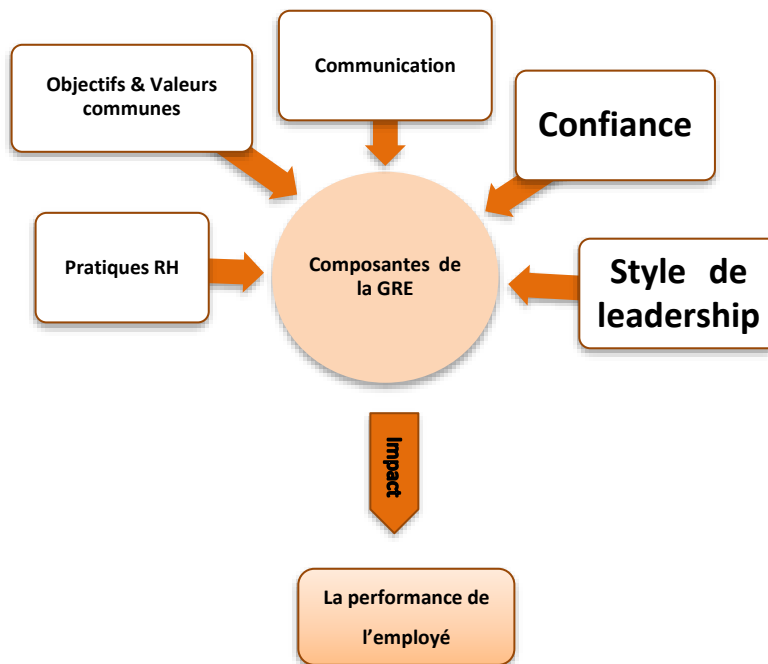 Communication
Objectifs & Valeurs
communes
Confiance
Pratiques RH
Composantes de
la GRE
Style de
leadership
Impact
La performance de
l’employé